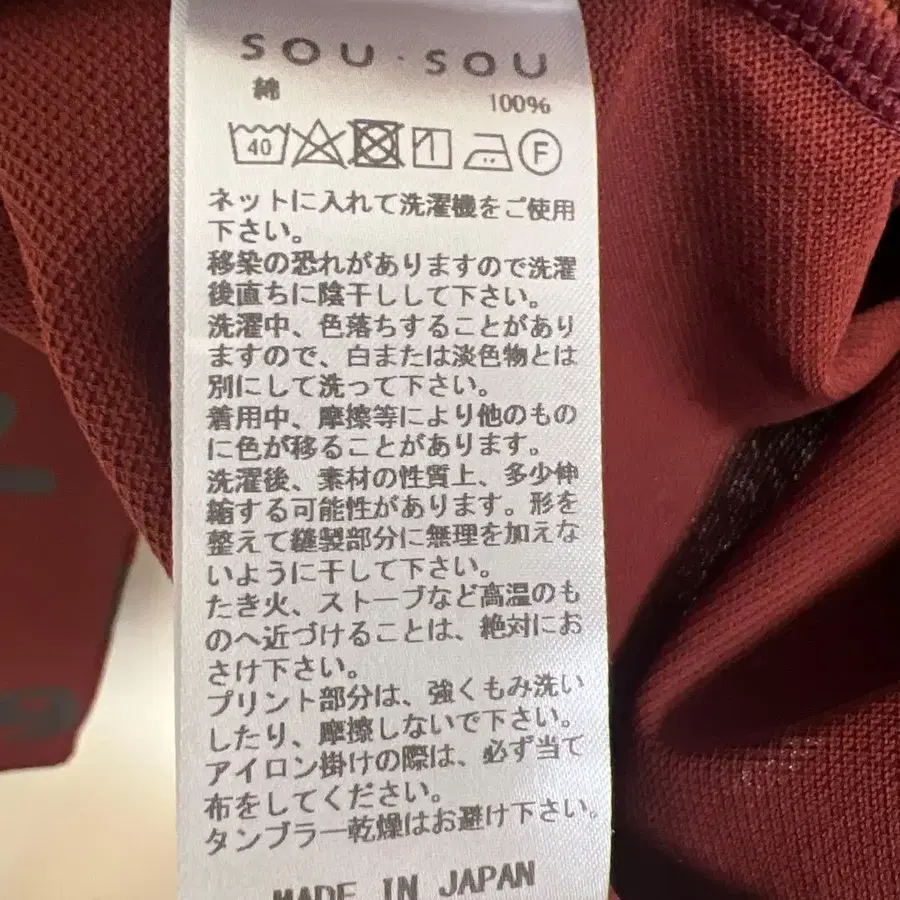 SOU・SOU
綿 100%
40 F
ネットに入れて洗濯機をご使用
下さい。
移染の恐れがありますので洗濯
後直ちに陰干しして下さい。
洗濯中、色落ちすることがあり
ますので、白または淡色物とは
別にして洗って下さい。
着用中、摩擦等により他のもの
に色が移ることがあります。
洗濯後、素材の性質上、多少伸
縮する可能性があります。形を
整えて縫製部分に無理を加えな
いように干して下さい。
たき火、ストーブなど高温のも
のへ近づけることは、絶対にお
さけ下さい。
プリント部分は、強くもみ洗い
したり、摩擦しないで下さい。
アイロン掛けの際は、必ず当て
布をしてください。
タンブラー乾燥はお避け下さい。
MADE IN JAPAN